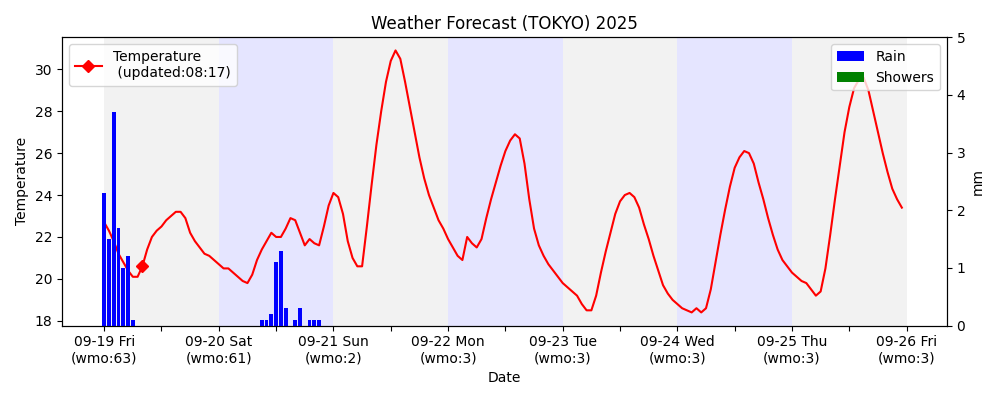 Weather Forecast (TOKYO) 2025
Temperature
(updated:08:17)
Rain
Showers
Temperature
30
28
26
24
22
20
18
5
4
3
2
1
0
mm
09-19 Fri
(wmo:63)
09-20 Sat
(wmo:61)
09-21 Sun
(wmo:2)
09-22 Mon
(wmo:3)
09-23 Tue
(wmo:3)
09-24 Wed
(wmo:3)
09-25 Thu
(wmo:3)
09-26 Fri
(wmo:3)
Date